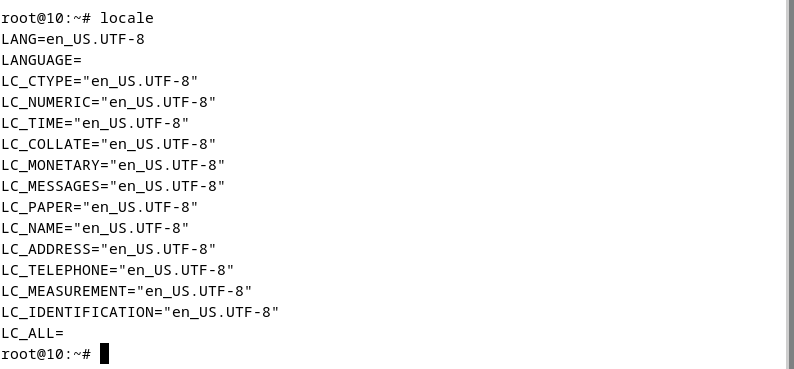 root@10:~# locale
LANG=en_US.UTF-8
LANGUAGE=
LC_CTYPE="en_US.UTF-8"
LC_NUMERIC="en_US.UTF-8"
LC_TIME="en_US.UTF-8"
LC_COLLATE="en_US.UTF-8"
LC_MONETARY="en_US.UTF-8"
LC_MESSAGES="en_US.UTF-8"
LC_PAPER="en_US.UTF-8"
LC_NAME="en_US.UTF-8"
LC_ADDRESS="en_US.UTF-8"
LC_TELEPHONE="en_US.UTF-8"
LC_MEASUREMENT="en_US.UTF-8"
LC_IDENTIFICATION="en_US.UTF-8"
LC_ALL=
root@10:~#